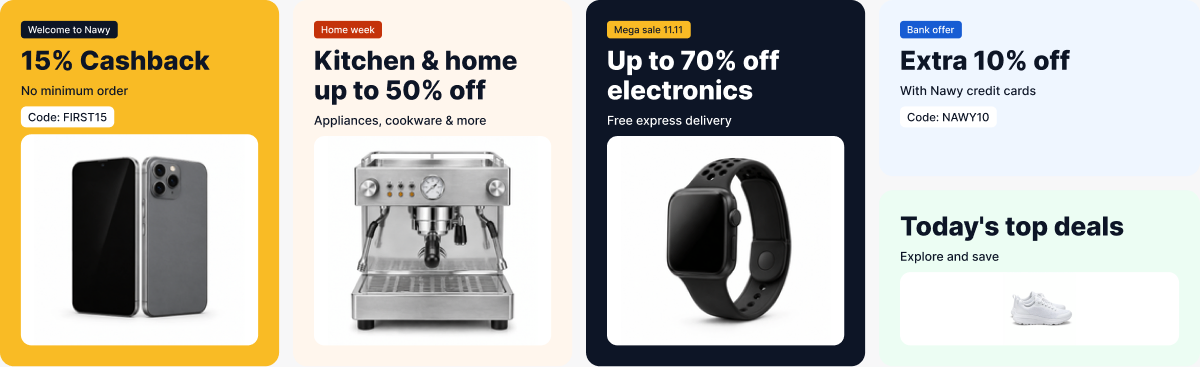 Welcome to Nawy
15% Cashback
No minimum order
Code: FIRST15
Home week
Kitchen & home
up to 50% off
Appliances, cookware & more
Mega sale 11.11
Up to 70% off
electronics
Free express delivery
Bank offer
Extra 10% off
With Nawy credit cards
Code: NAWY10
Today's top deals
Explore and save